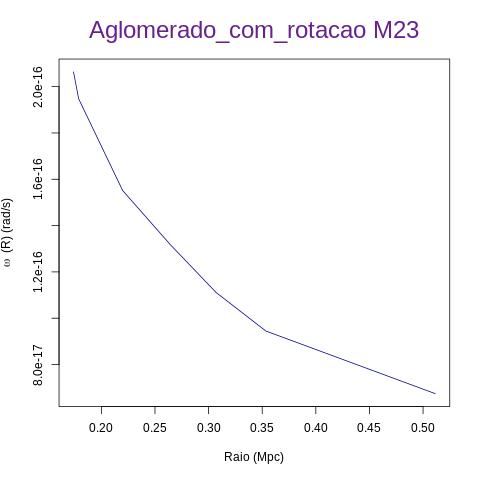 Aglomerado_com_rotacao M23
ω (R) (rad/s)
2.0e-16
1.6e-16
1.2e-16
8.0e-17
0.20 0.25 0.30 0.35 0.40 0.45 0.50
Raio (Mpc)